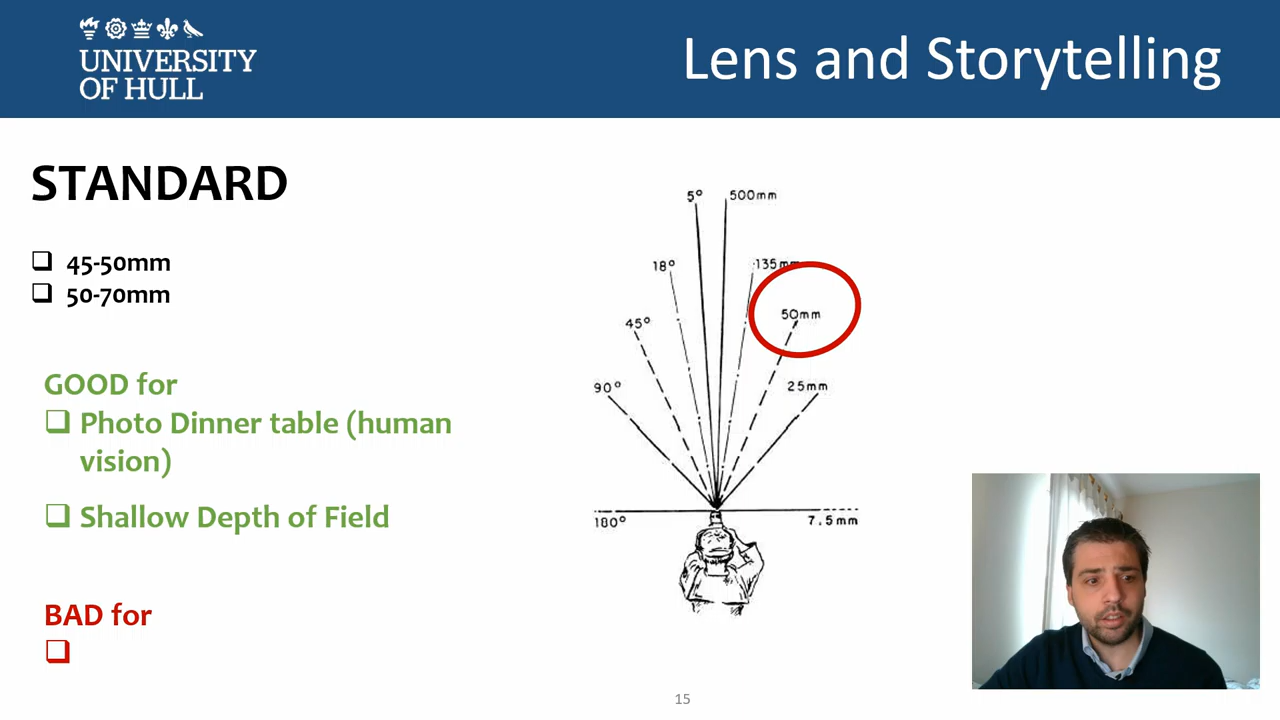 UNIVERSITY
OF HULL
Lens and Storytelling
STANDARD
❑ 45-50mm
❑ 50-70mm
GOOD for
❑ Photo Dinner table (human
vision)
❑ Shallow Depth of Field
BAD for
❑
5° 500mm
18° 135mm
45° 50mm
90° 25mm
180° 7.5mm
15